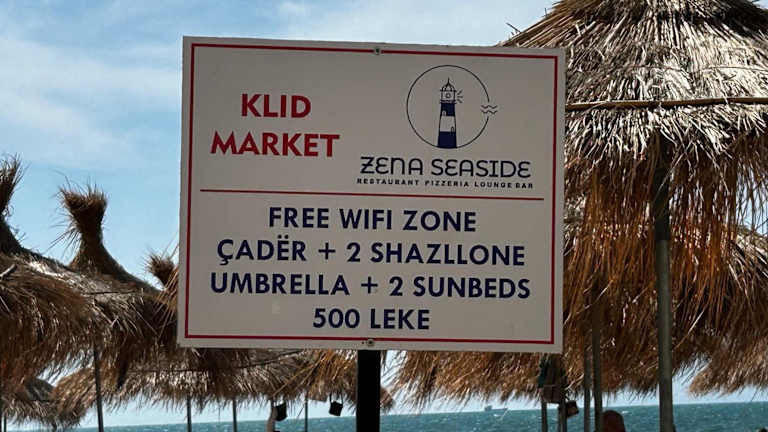 KLID
MARKET
ZENA SEASIDE
RESTAURANT PIZZERIA LOUNGE BAR
FREE WIFI ZONE
ÇADËR + 2 SHAZLLONE
UMBRELLA + 2 SUNBEDS
500 LEKE